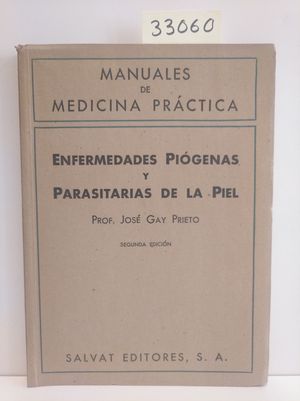 33060
MANUALES
DE
MEDICINA PRÁCTICA
ENFERMEDADES PIÓGENAS
Y
PARASITARIAS DE LA PIEL
PROF. JOSÉ GAY PRIETO
SEGUNDA EDICIÓN
SALVAT EDITORES, S. A.